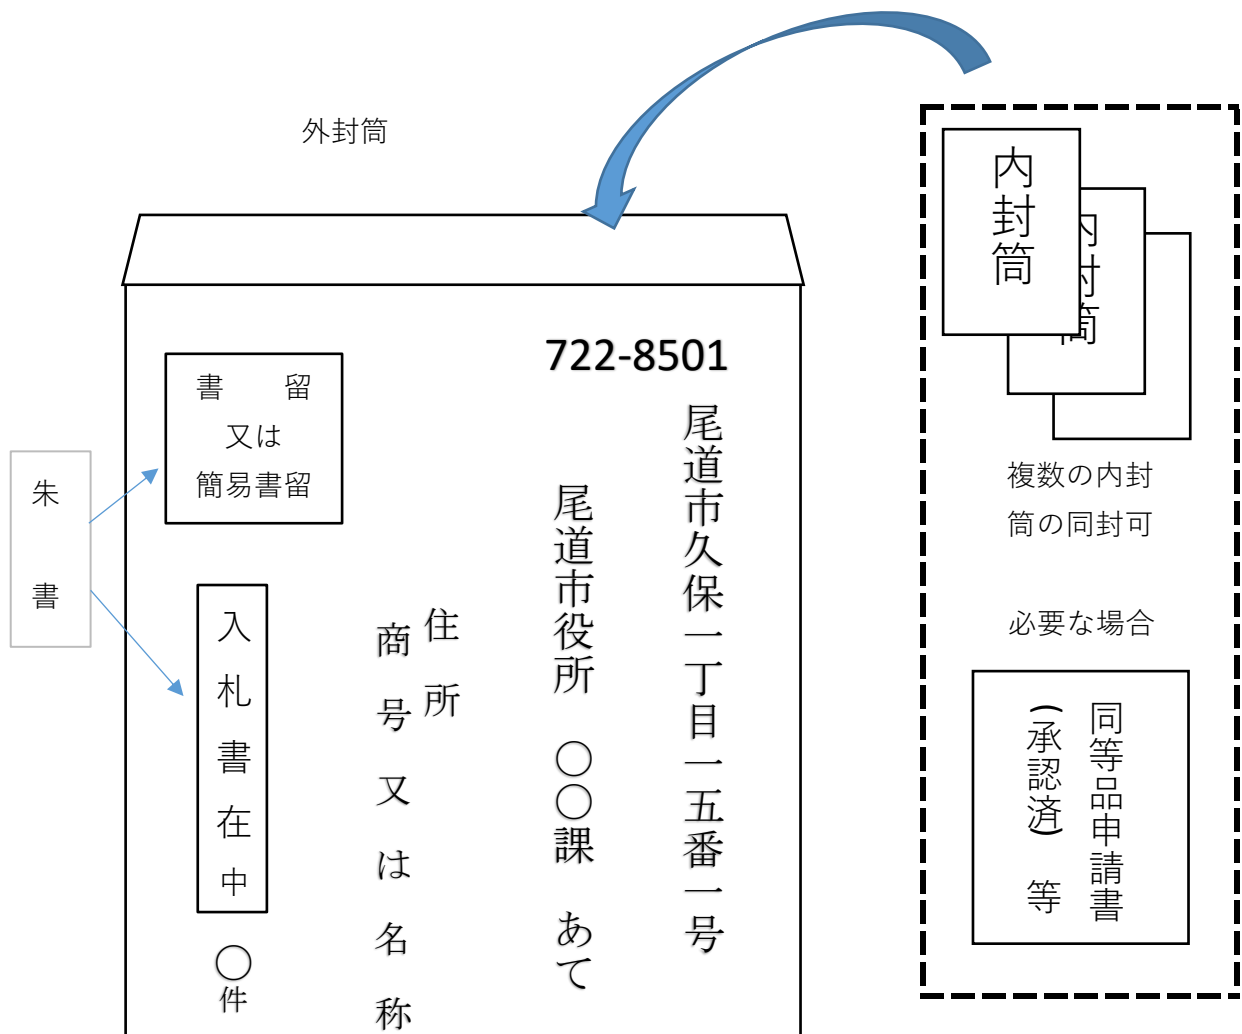 外封筒
722-8501
尾道市久保一丁目一五番一号
尾道市役所　〇〇課　あて
住所
商号又は名称
書　留
又は
簡易書留
入札書在中
〇件
朱書
内封筒
内封筒
複数の内封
筒の同封可
必要な場合
同等品申請書
（承認済）等